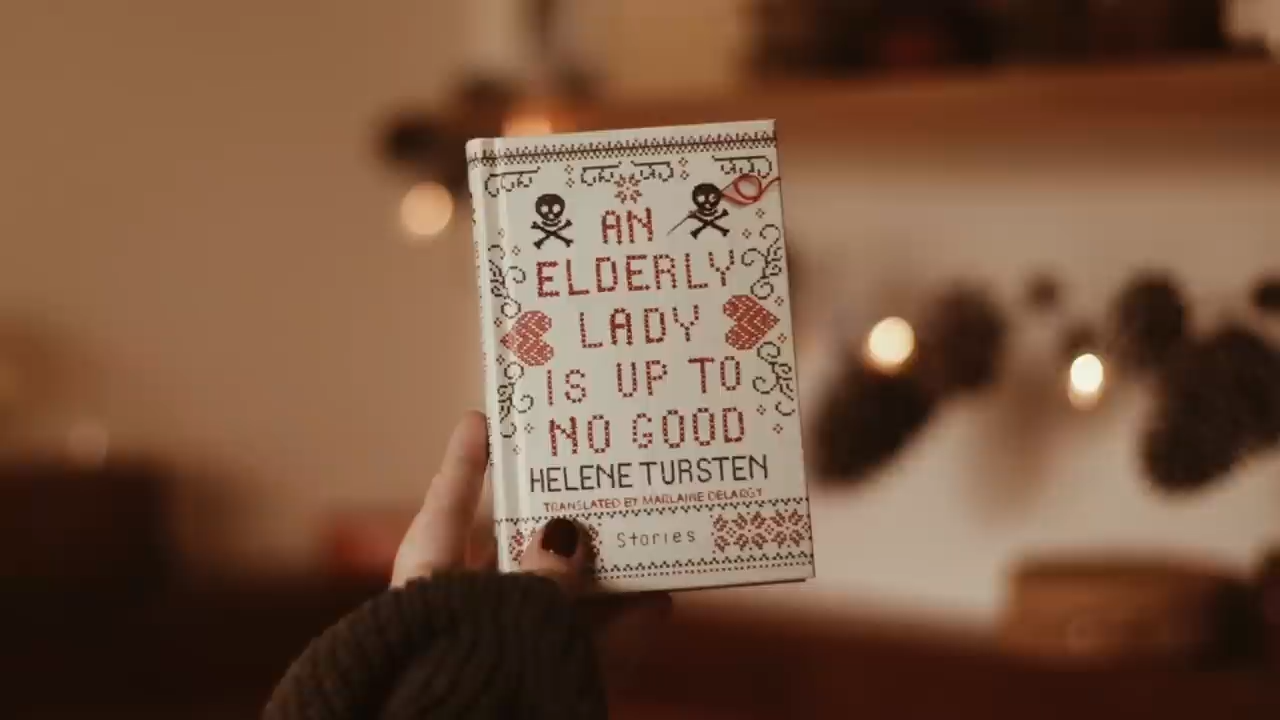 AN
ELDERLY
LADY
IS UP TO
NO GOOD
HELENE TURSTEN
TRANSLATED BY MARLAINE DELARGY
Stories